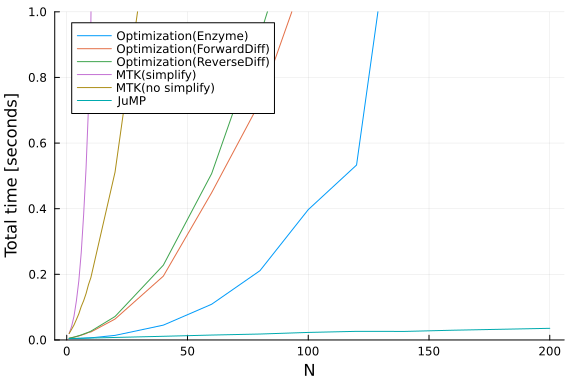 1.0
0.8
0.6
0.4
0.2
0.0
Total time [seconds]
Optimization(Enzyme)
Optimization(ForwardDiff)
Optimization(ReverseDiff)
MTK(simplify)
MTK(no simplify)
JuMP
0
50
100
150
200
N